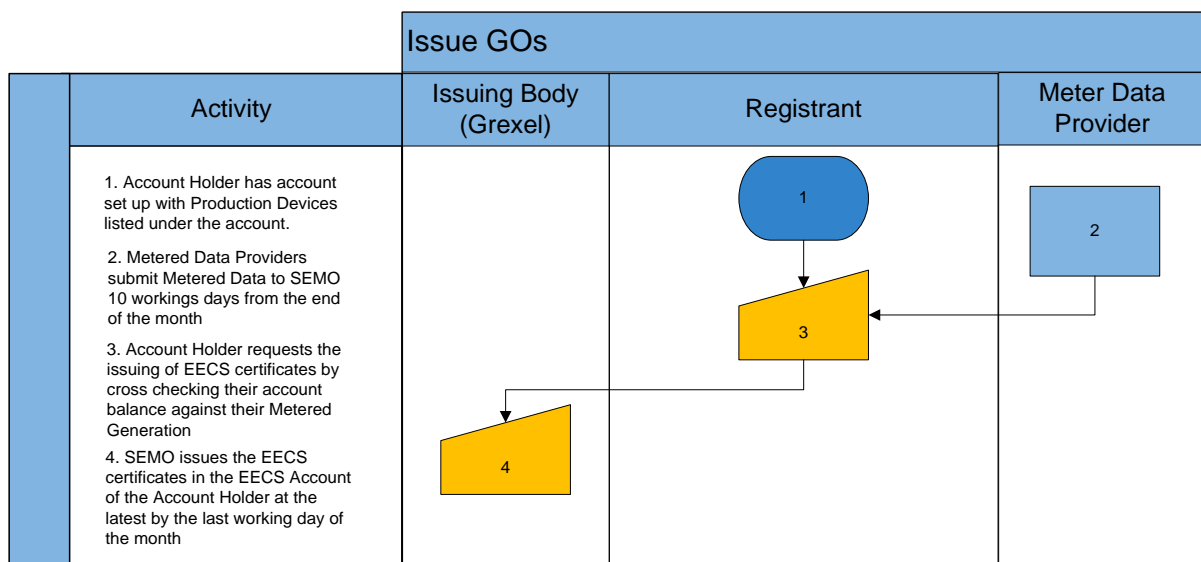 Issue GOs
Activity
Issuing Body
(Grexel)
Registrant
Meter Data
Provider
1. Account Holder has account
set up with Production Devices
listed under the account.
2. Metered Data Providers
submit Metered Data to SEMO
10 workings days from the end
of the month
3. Account Holder requests the
issuing of EECS certificates by
cross checking their account
balance against their Metered
Generation
4. SEMO issues the EECS
certificates in the EECS Account
of the Account Holder at the
latest by the last working day of
the month
1
2
3
4